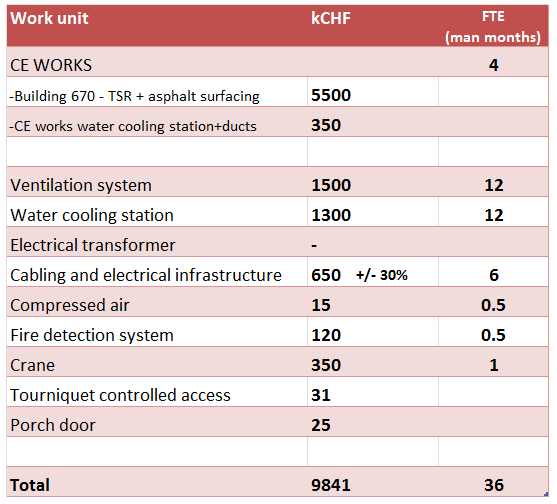 Work unit kCHF FTE
(man months)
CE WORKS 4
-Building 670 - TSR + asphalt surfacing 5500
-CE works water cooling station+ducts 350
Ventilation system 1500 12
Water cooling station 1300 12
Electrical transformer -
Cabling and electrical infrastructure 650 +/- 30% 6
Compressed air 15 0.5
Fire detection system 120 0.5
Crane 350 1
Tourniquet controlled access 31
Porch door 25
Total 9841 36